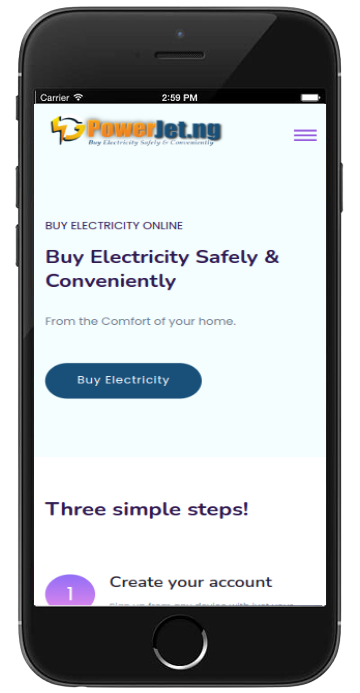 Carrier 2:59 PM
PowerJet.ng
Buy Electricity Safely & Conveniently
BUY ELECTRICITY ONLINE
Buy Electricity Safely &
Conveniently
From the Comfort of your home.
Buy Electricity
Three simple steps!
1 Create your account